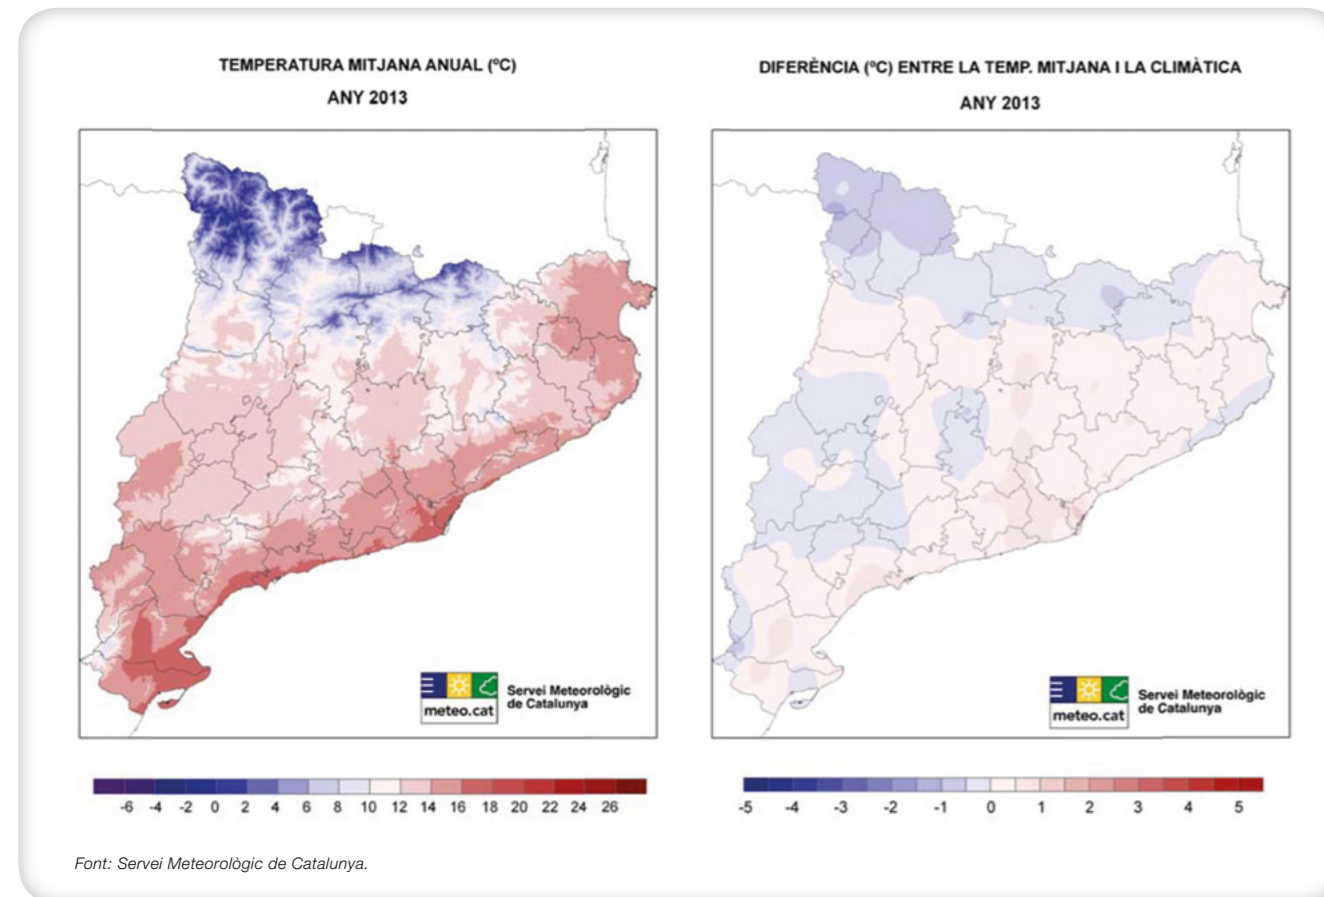 TEMPERATURA MITJANA ANUAL (ºC)
ANY 2013
Servei Meteorològic
de Catalunya
meteo.cat
-6 -4 -2 0 2 4 6 8 10 12 14 16 18 20 22 24 26
DIFERÈNCIA (ºC) ENTRE LA TEMP. MITJANA I LA CLIMÀTICA
ANY 2013
Servei Meteorològic
de Catalunya
meteo.cat
-5 -4 -3 -2 -1 0 1 2 3 4 5
Font: Servei Meteorològic de Catalunya.